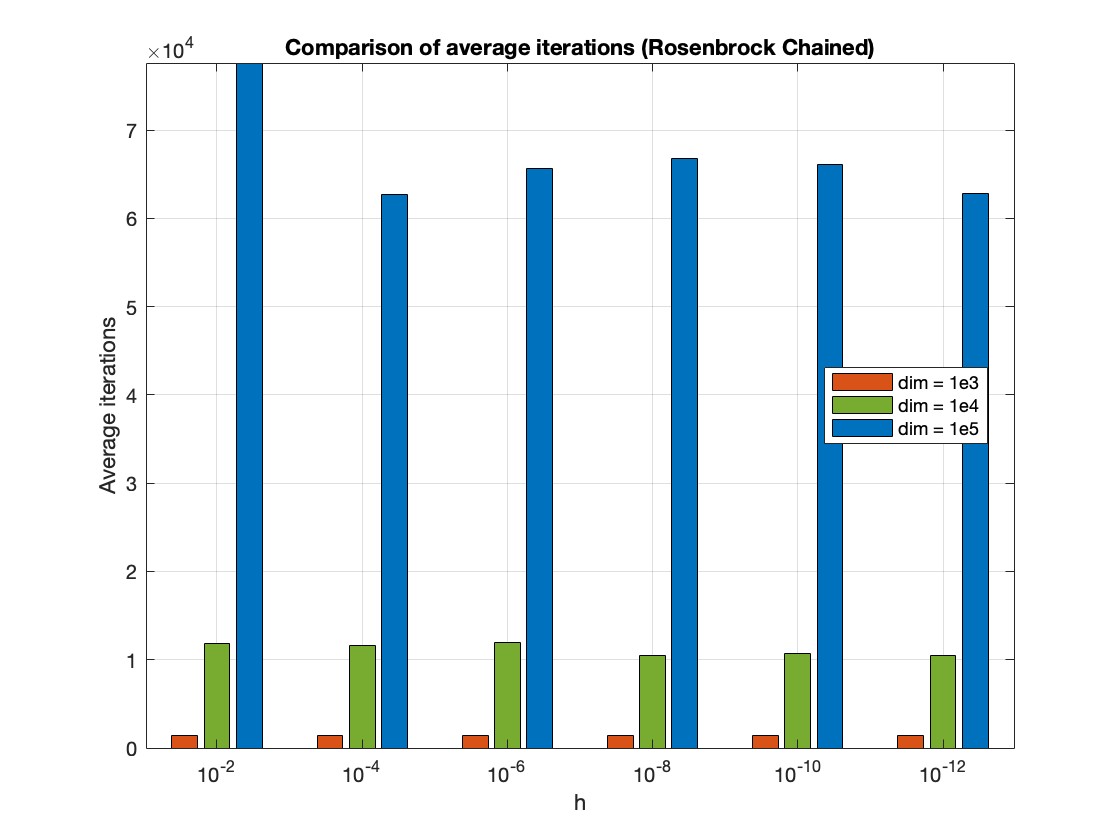 Comparison of average iterations (Rosenbrock Chained)
×10^4
7
6
5
4
3
2
1
0
Average iterations
dim = 1e3
dim = 1e4
dim = 1e5
10^-2 10^-4 10^-6 10^-8 10^-10 10^-12
h